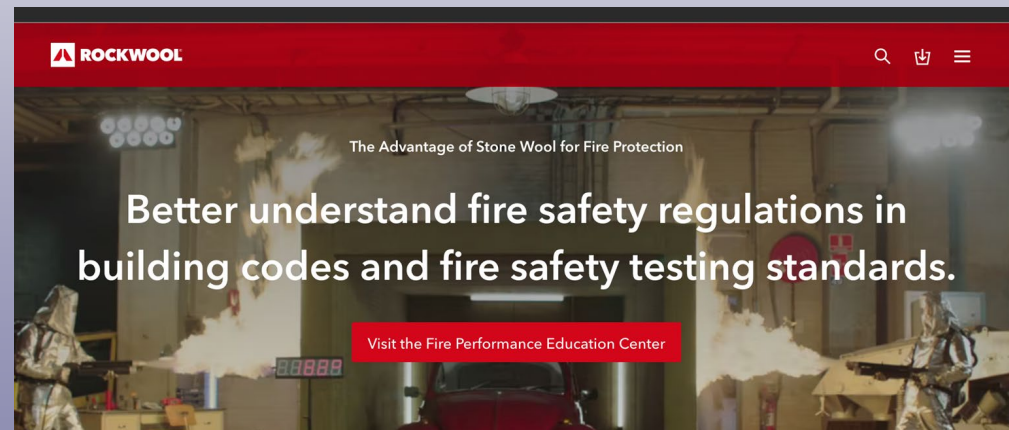 ROCKWOOL
The Advantage of Stone Wool for Fire Protection
Better understand fire safety regulations in
building codes and fire safety testing standards.
Visit the Fire Performance Education Center